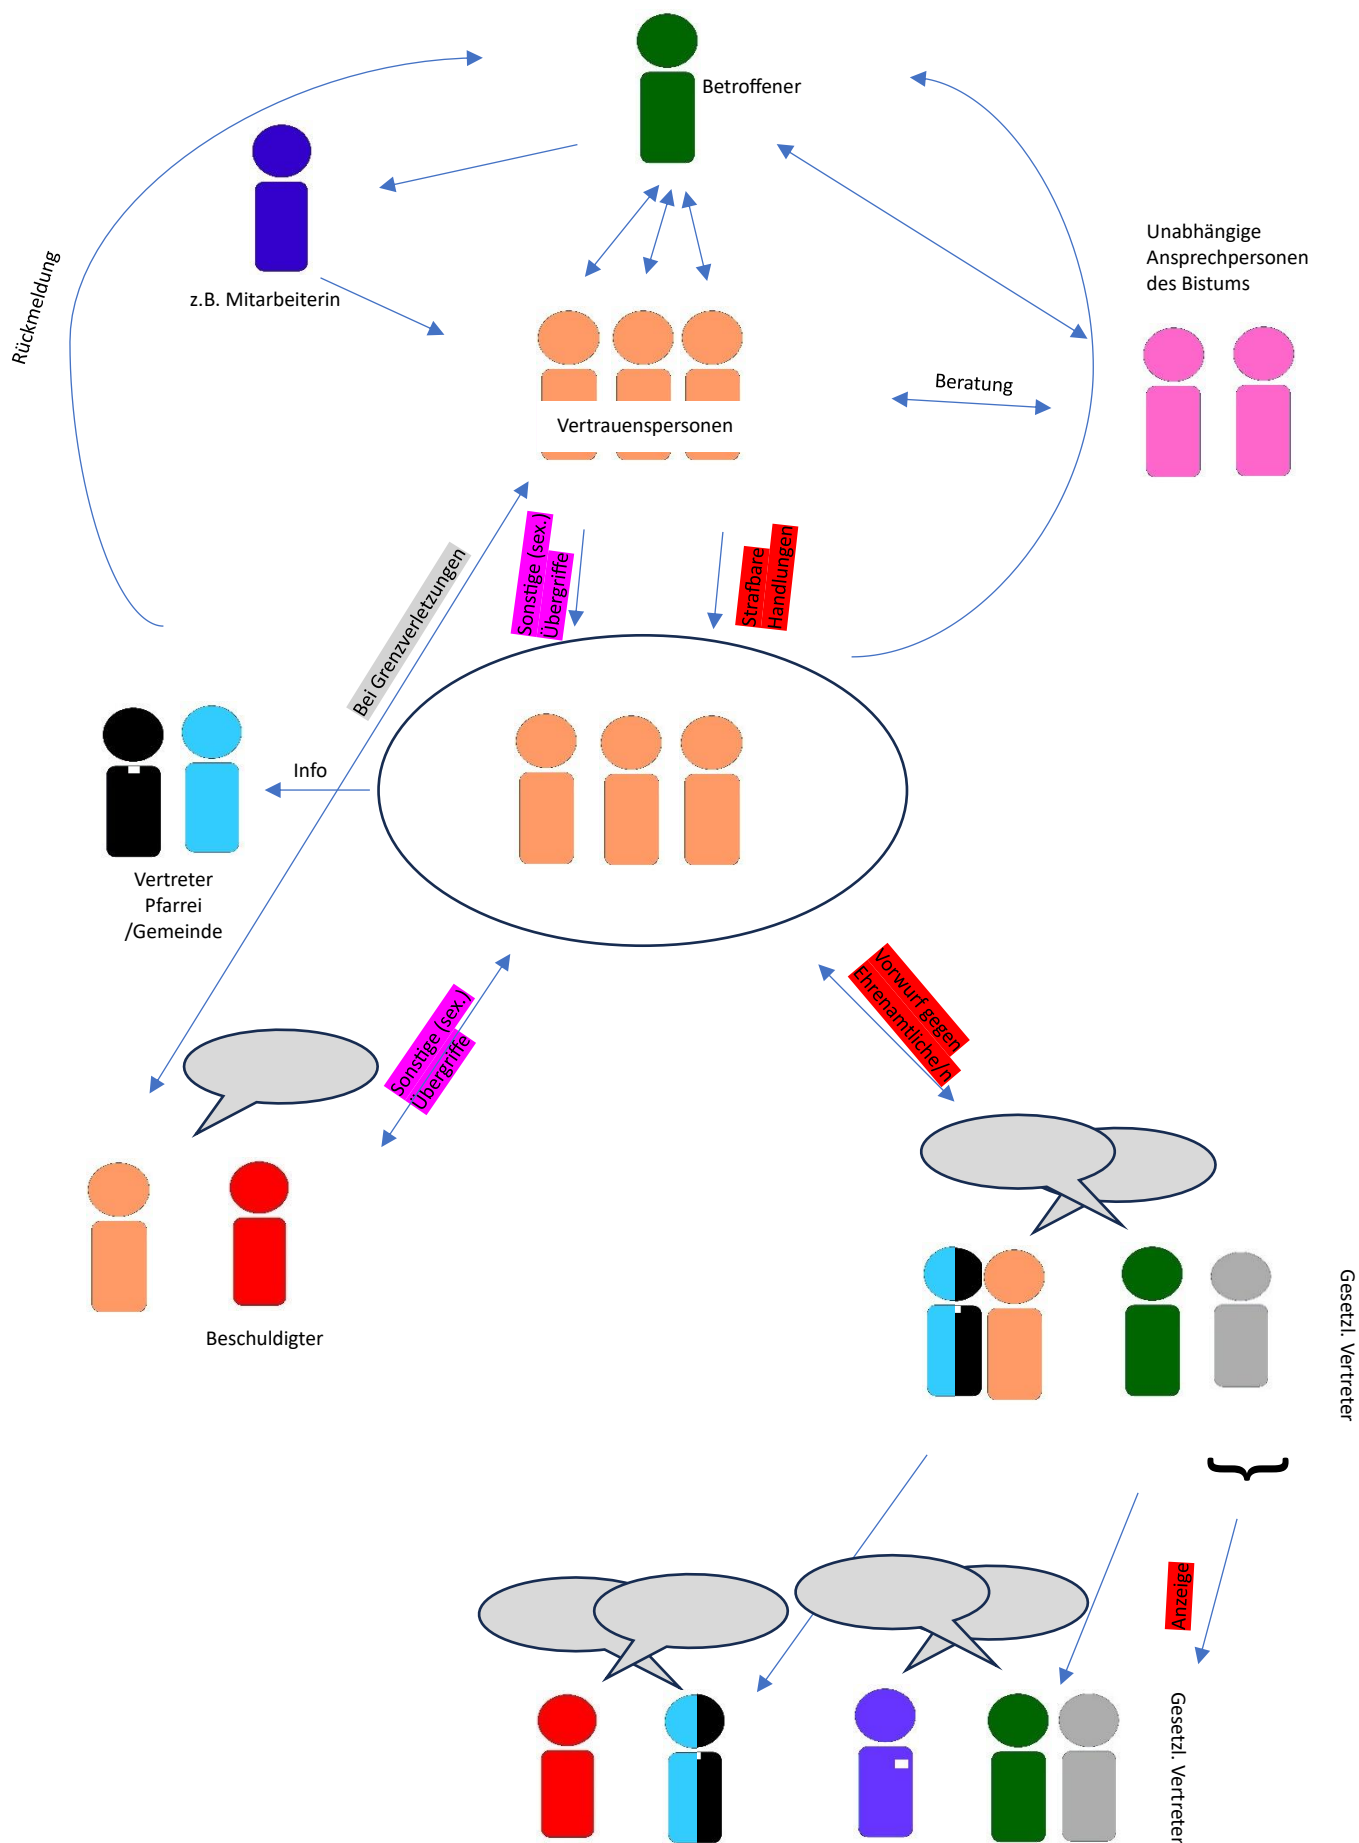 Betroffener
Rückmeldung
Unabhängige
Ansprechpersonen
des Bistums
z.B. Mitarbeiterin
Beratung
Vertrauenspersonen
Bei Grenzverletzungen
Sonstige (sex.)
Übergriffe
Strafbare
Handlungen
Info
Vertreter
Pfarrei
/Gemeinde
Sonstige (sex.)
Übergriffe
Vorwurf gegen
Ehrenamtliche/n
Beschuldigter
Gesetzl. Vertreter
Anzeige
Gesetzl. Vertreter